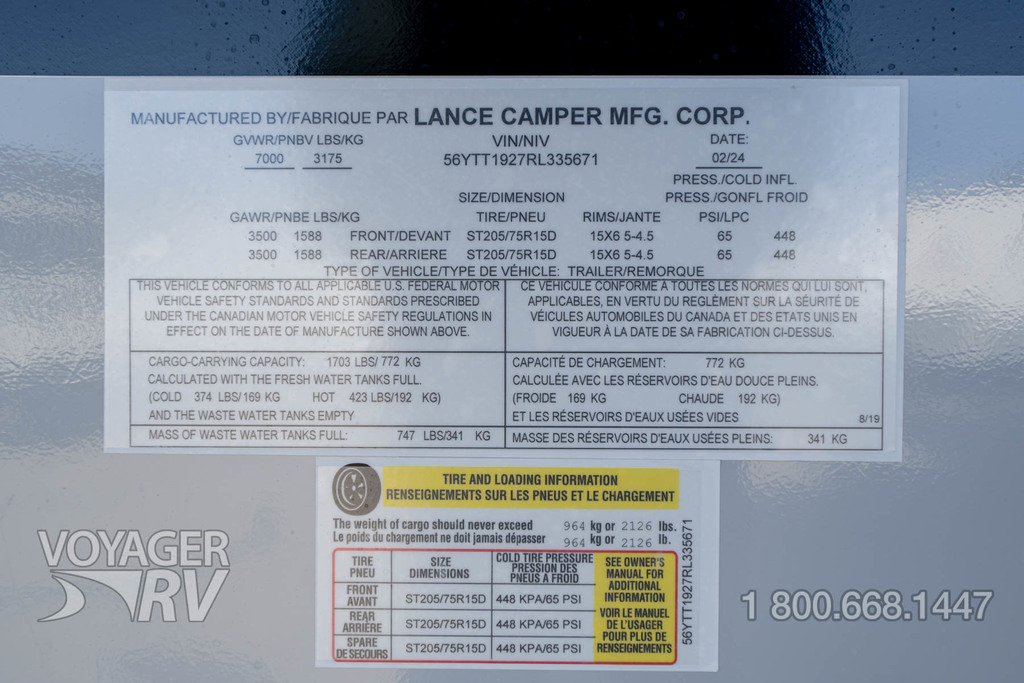 MANUFACTURED BY/FABRIQUE PAR LANCE CAMPER MFG. CORP.
GVWR/PNBV LBS/KG VIN/NIV DATE:
7000 3175 56YTT1927RL335671 02/24
PRESS./COLD INFL.
SIZE/DIMENSION PRESS./GONFL FROID
GAWR/PNBE LBS/KG TIRE/PNEU RIMS/JANTE PSI/LPC
3500 1588 FRONT/DEVANT ST205/75R15D 15X6 5-4.5 65 448
3500 1588 REAR/ARRIERE ST205/75R15D 15X6 5-4.5 65 448
TYPE OF VEHICLE/TYPE DE VÉHICLE: TRAILER/REMORQUE
THIS VEHICLE CONFORMS TO ALL APPLICABLE U.S. FEDERAL MOTOR
VEHICLE SAFETY STANDARDS AND STANDARDS PRESCRIBED
UNDER THE CANADIAN MOTOR VEHICLE SAFETY REGULATIONS IN
EFFECT ON THE DATE OF MANUFACTURE SHOWN ABOVE.
CE VÉHICULE CONFORME À TOUTES LES NORMES QUI LUI SONT,
APPLICABLES, EN VERTU DU REGLÉMENT SUR LA SÉURITÉ DE
VÉICULES AUTOMOBILES DU CANADA ET DES ETATS UNIS EN
VIGUEUR À LA DATE DE SA FABRICATION CI-DESSUS.
CARGO-CARRYING CAPACITY: 1703 LBS/ 772 KG
CALCULATED WITH THE FRESH WATER TANKS FULL.
(COLD 374 LBS/169 KG HOT 423 LBS/192 KG)
AND THE WASTE WATER TANKS EMPTY
CAPACITÉ DE CHARGEMENT: 772 KG
CALCULÉE AVEC LES RÉSERVOIRS D'EAU DOUCE PLEINS.
(FROIDE 169 KG CHAUDE 192 KG)
ET LES RÉSERVOIRS D'EAUX USÉES VIDES 8/19
MASS OF WASTE WATER TANKS FULL: 747 LBS/341 KG
MASSE DES RÉSERVOIRS D'EAUX USÉES PLEINS: 341 KG
TIRE AND LOADING INFORMATION
RENSEIGNEMENTS SUR LES PNEUS ET LE CHARGEMENT
The weight of cargo should never exceed 964 kg or 2126 lbs.
Le poids du chargement ne doit jamais dépasser 964 kg or 2126 lb.
TIRE
PNEU
SIZE
DIMENSIONS
COLD TIRE PRESSURE
PRESSION DES
PNEUS A FROID
FRONT
AVANT
ST205/75R15D 448 KPA/65 PSI
REAR
ARRIÈRE
ST205/75R15D 448 KPA/65 PSI
SPARE
DE SECOURS
ST205/75R15D 448 KPA/65 PSI
SEE OWNER'S
MANUAL FOR
ADDITIONAL
INFORMATION
VOIR LE MANUEL
DE L'USAGER
POUR PLUS DE
RENSEIGNEMENTS
56YTT1927RL335671
VOYAGER
RV
1 800.668.1447